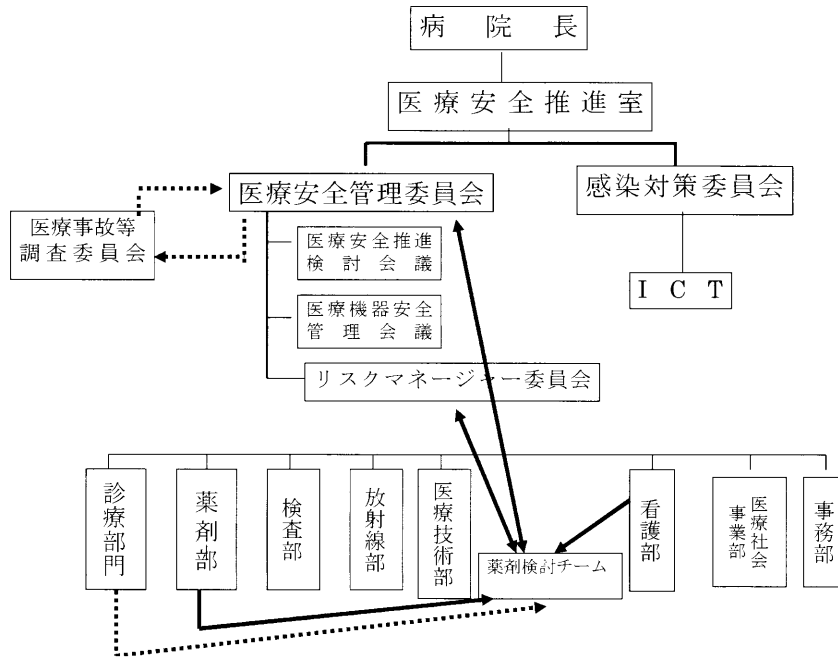 病院長
医療安全推進室
医療安全管理委員会
感染対策委員会
医療事故等
調査委員会
医療安全推進
検討会議
ICT
医療機器安全
管理会議
リスクマネージャー委員会
診療部門
薬剤部
検査部
放射線部
医療技術部
薬剤検討チーム
看護部
医療社会
事業部
事務部